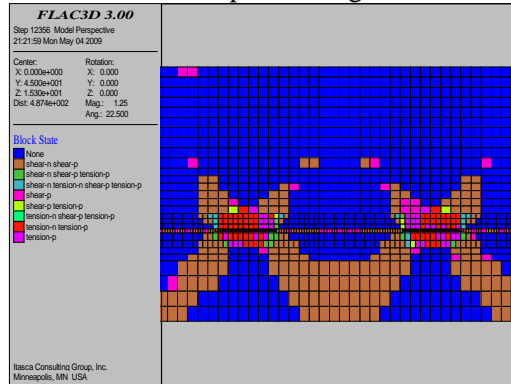 FLAC3D 3.00
Step 12356 Model Perspective
21:21:59 Mon May 04 2009
Center: Rotation:
X: 0.000e+000 X: 0.000
Y: 4.500e+001 Y: 0.000
Z: 1.530e+001 Z: 0.000
Dist: 4.874e+002 Mag.: 1.25
Ang.: 22.500
Block State
None
shear-n shear-p
shear-n shear-p tension-p
shear-n tension-n shear-p tension-p
shear-p
shear-p tension-p
tension-n shear-p tension-p
tension-n tension-p
tension-p
Itasca Consulting Group, Inc.
Minneapolis, MN USA